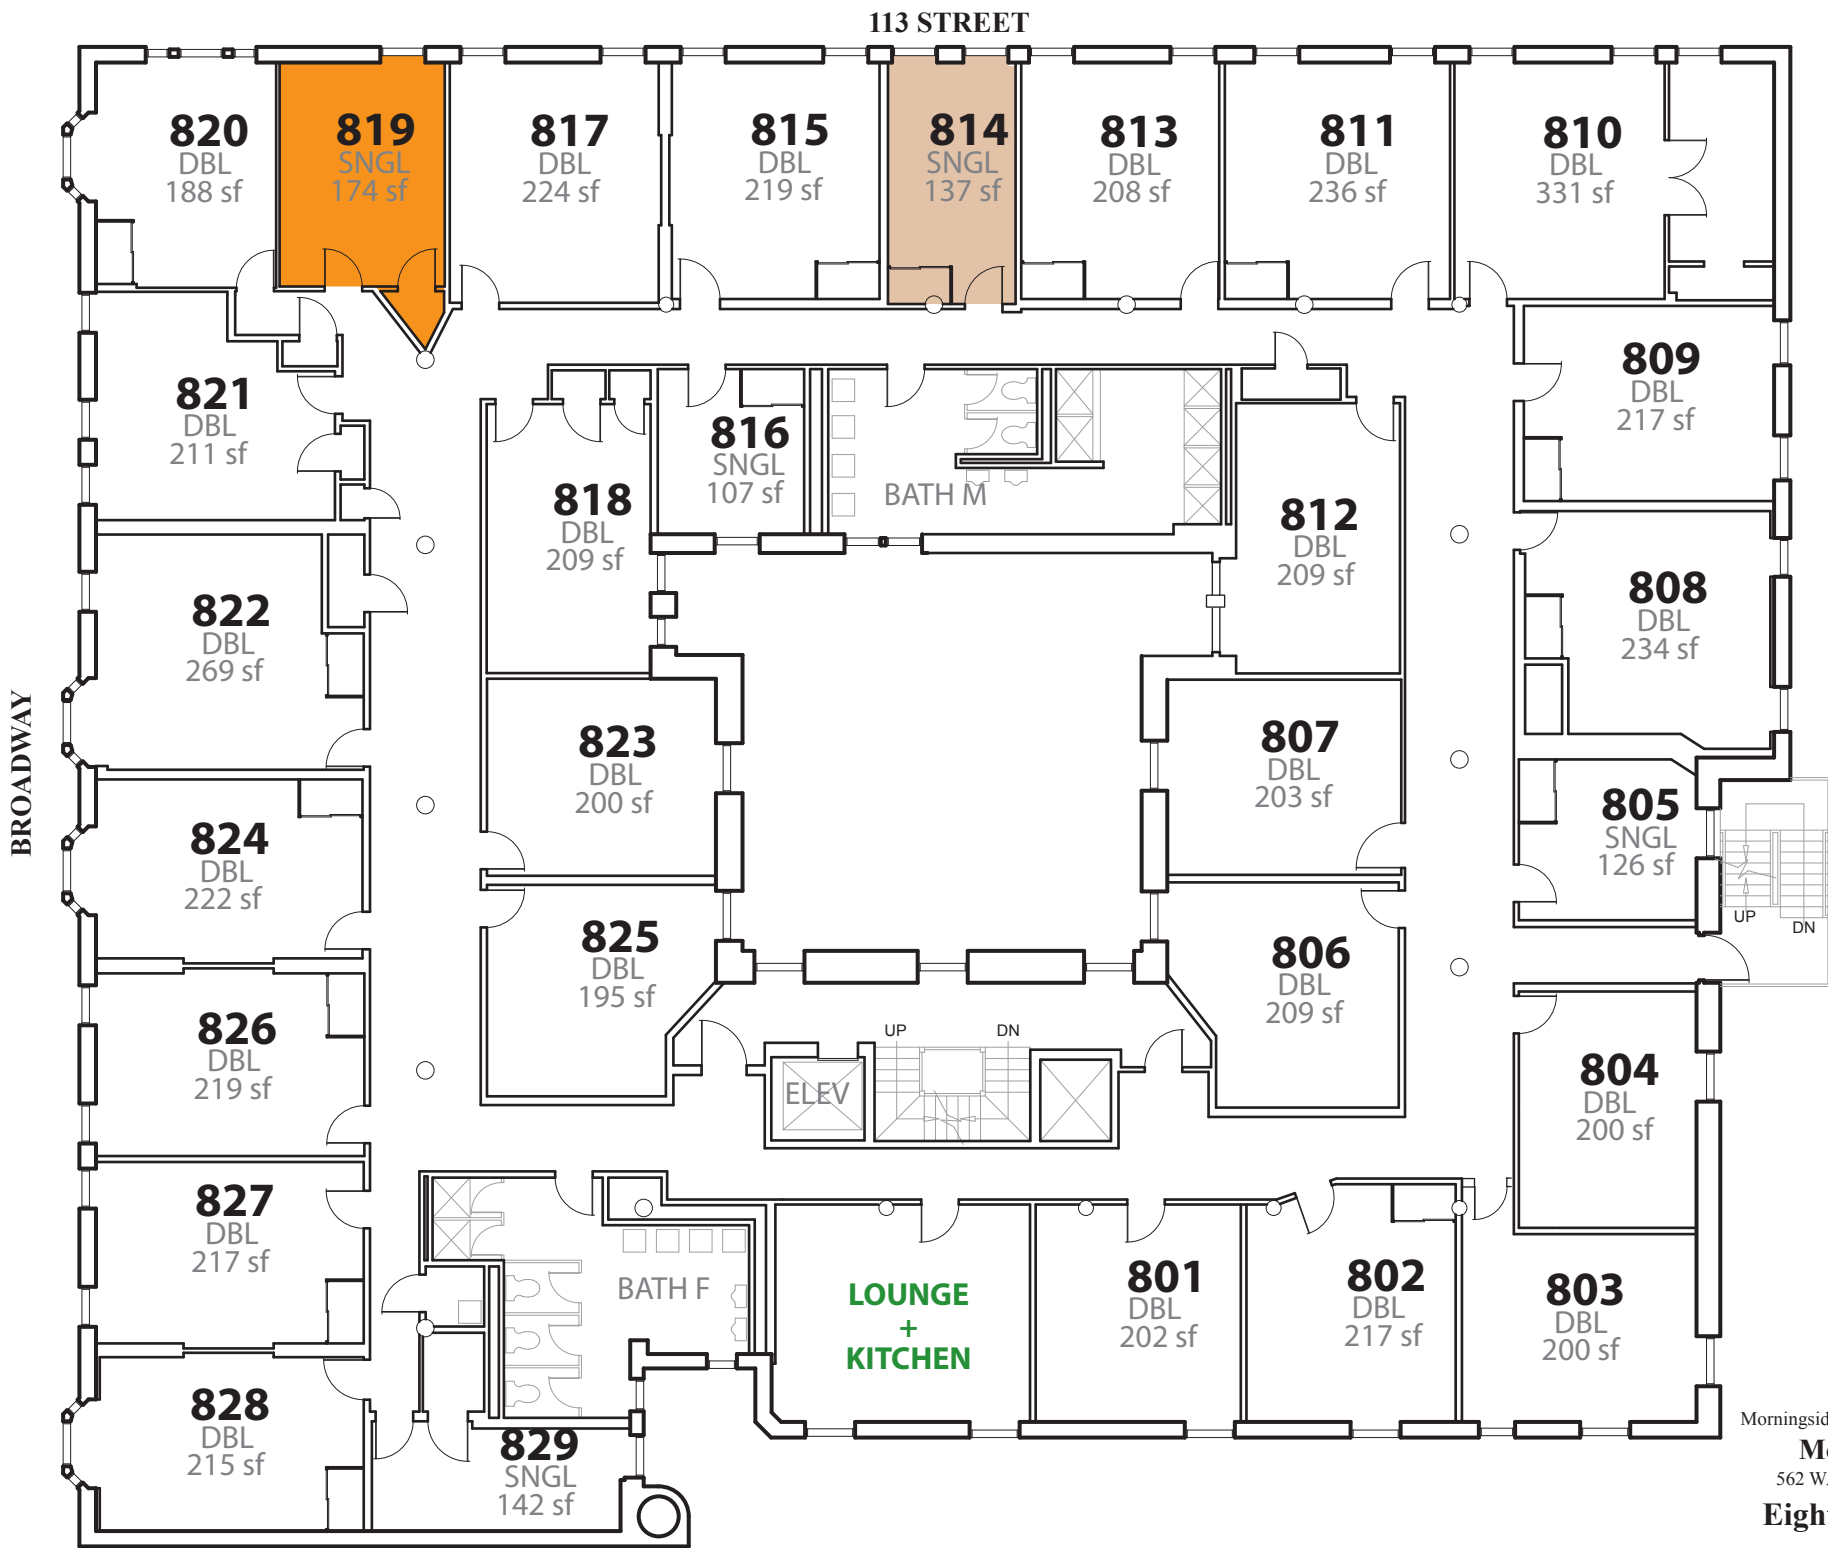 113 STREET
820
DBL
188 sf
819
SNGL
174 sf
817
DBL
224 sf
815
DBL
219 sf
814
SNGL
137 sf
813
DBL
208 sf
811
DBL
236 sf
810
DBL
331 sf
821
DBL
211 sf
818
DBL
209 sf
816
SNGL
107 sf
BATH M
812
DBL
209 sf
809
DBL
217 sf
822
DBL
269 sf
808
DBL
234 sf
BROADWAY
823
DBL
200 sf
807
DBL
203 sf
805
SNGL
126 sf
UP
DN
824
DBL
222 sf
825
DBL
195 sf
806
DBL
209 sf
826
DBL
219 sf
UP
DN
ELEV
804
DBL
200 sf
827
DBL
217 sf
BATH F
LOUNGE
+
KITCHEN
801
DBL
202 sf
802
DBL
217 sf
803
DBL
200 sf
828
DBL
215 sf
829
SNGL
142 sf
562 W